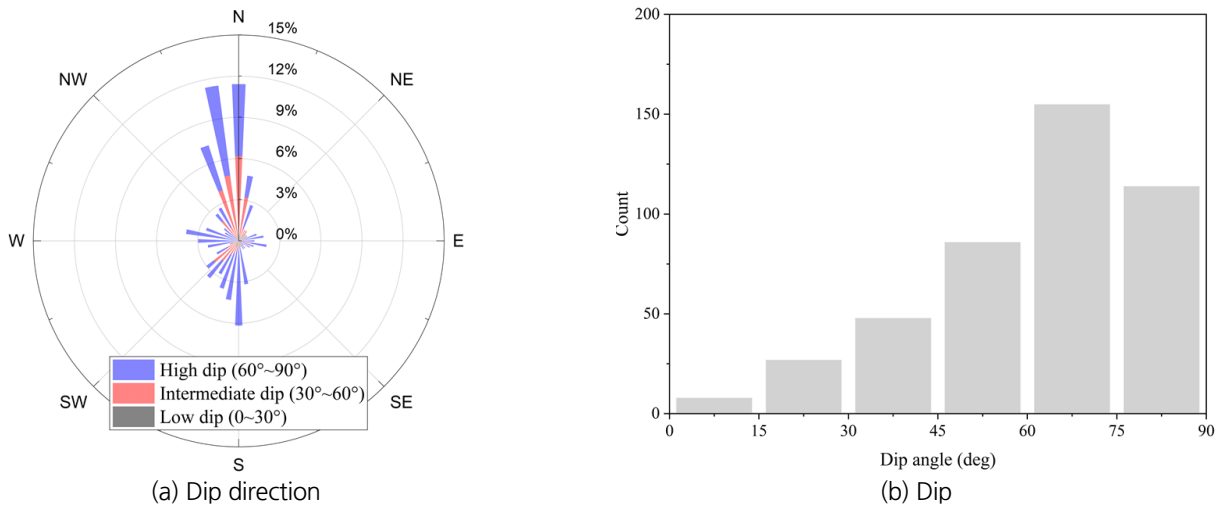 N
15%
12%
9%
6%
3%
0%
NW
NE
W
E
SW
SE
S
High dip (60°~90°)
Intermediate dip (30°~60°)
Low dip (0~30°)
(a) Dip direction
200
150
100
50
0
Count
0 15 30 45 60 75 90
Dip angle (deg)
(b) Dip